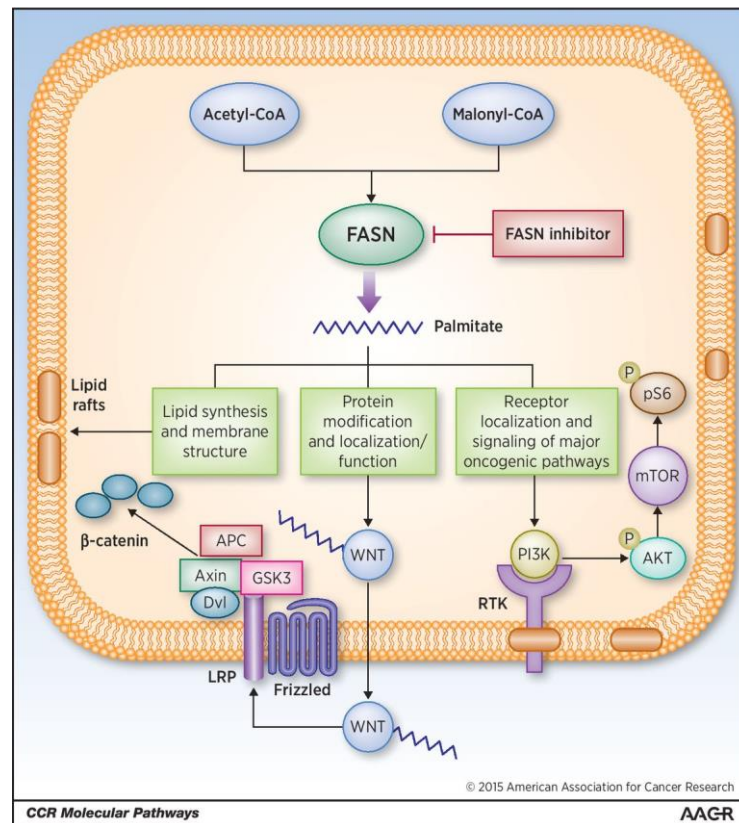 Acetyl-CoA
Malonyl-CoA
FASN
FASN inhibitor
Palmitate
Lipid
rafts
Lipid synthesis
and membrane
structure
Protein
modification
and localization/
function
Receptor
localization and
signaling of major
oncogenic pathways
P
pS6
mTOR
P
AKT
PI3K
RTK
β-catenin
APC
Axin
GSK3
Dvl
WNT
LRP
Frizzled
WNT
© 2015 American Association for Cancer Research
CCR Molecular Pathways
AACR